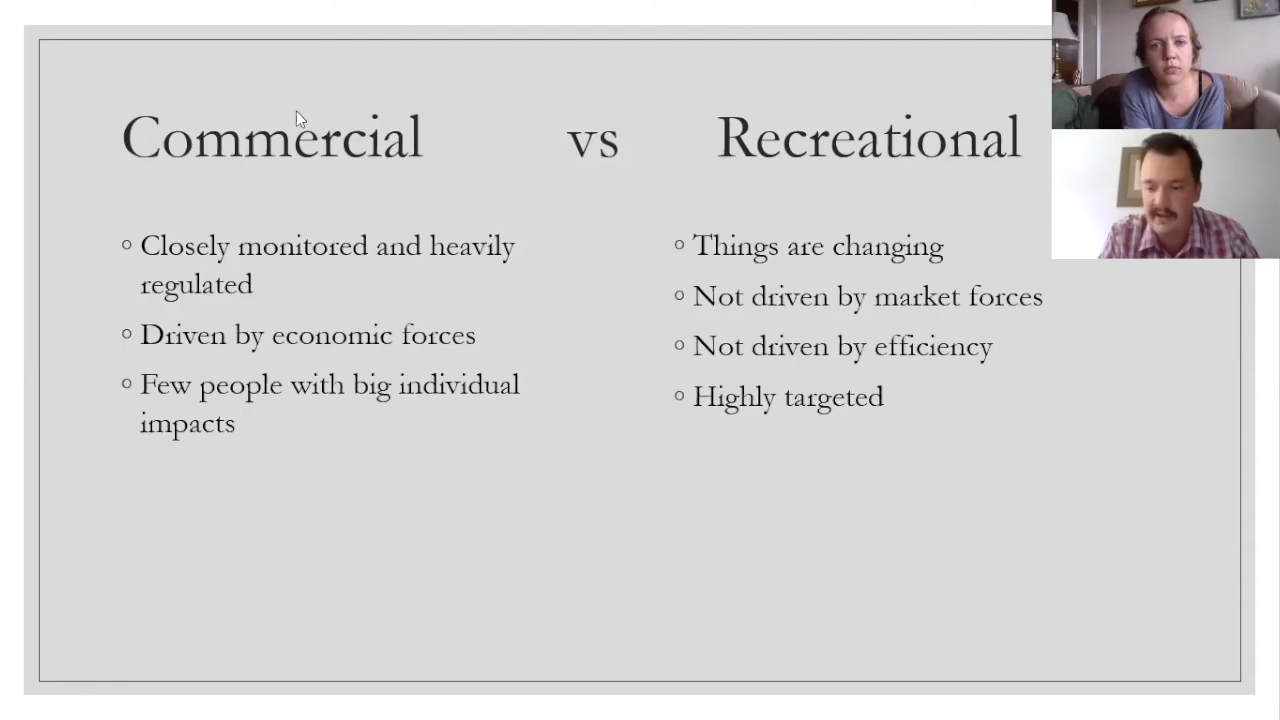 Commercial vs Recreational
◦ Closely monitored and heavily
regulated
◦ Driven by economic forces
◦ Few people with big individual
impacts
◦ Things are changing
◦ Not driven by market forces
◦ Not driven by efficiency
◦ Highly targeted